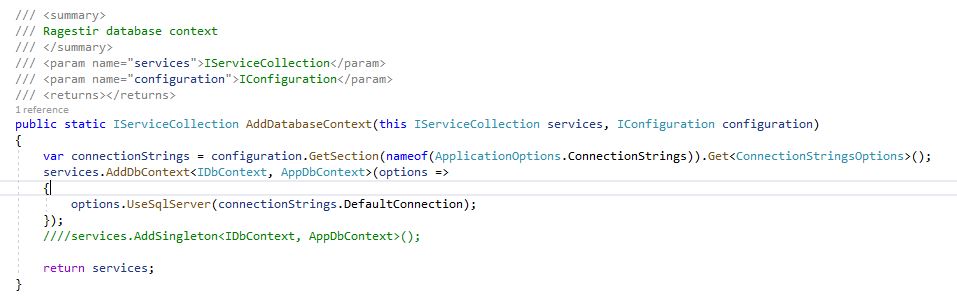 /// <summary>
/// Ragestir database context
/// </summary>
/// <param name="services">IServiceCollection</param>
/// <param name="configuration">IConfiguration</param>
/// <returns></returns>
1 reference
public static IServiceCollection AddDatabaseContext(this IServiceCollection services, IConfiguration configuration)
{
    var connectionStrings = configuration.GetSection(nameof(ApplicationOptions.ConnectionStrings)).Get<ConnectionStringsOptions>();
    services.AddDbContext<IDbContext, AppDbContext>(options =>
    {
        options.UseSqlServer(connectionStrings.DefaultConnection);
    });
    ////services.AddSingleton<IDbContext, AppDbContext>();

    return services;
}